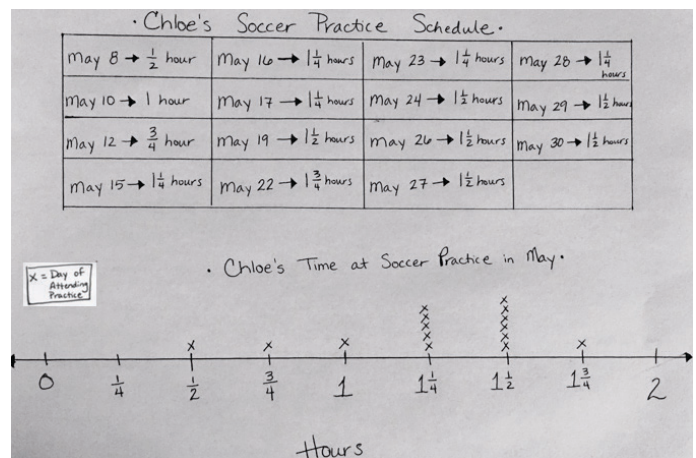 · Chloe's Soccer Practice Schedule ·
May 8 → 1/2 hour May 16 → 1 1/4 hours May 23 → 1 1/4 hours May 28 → 1 1/4 hours
May 10 → 1 hour May 17 → 1 1/4 hours May 24 → 1 1/2 hours May 29 → 1 1/2 hours
May 12 → 3/4 hour May 19 → 1 1/2 hours May 26 → 1 1/2 hours May 30 → 1 1/2 hours
May 15 → 1 1/4 hours May 22 → 1 3/4 hours May 27 → 1 1/2 hours
· Chloe's Time at Soccer Practice in May ·
x = Day of
Attending
Practice
0 1/4 1/2 3/4 1 1 1/4 1 1/2 1 3/4 2
Hours